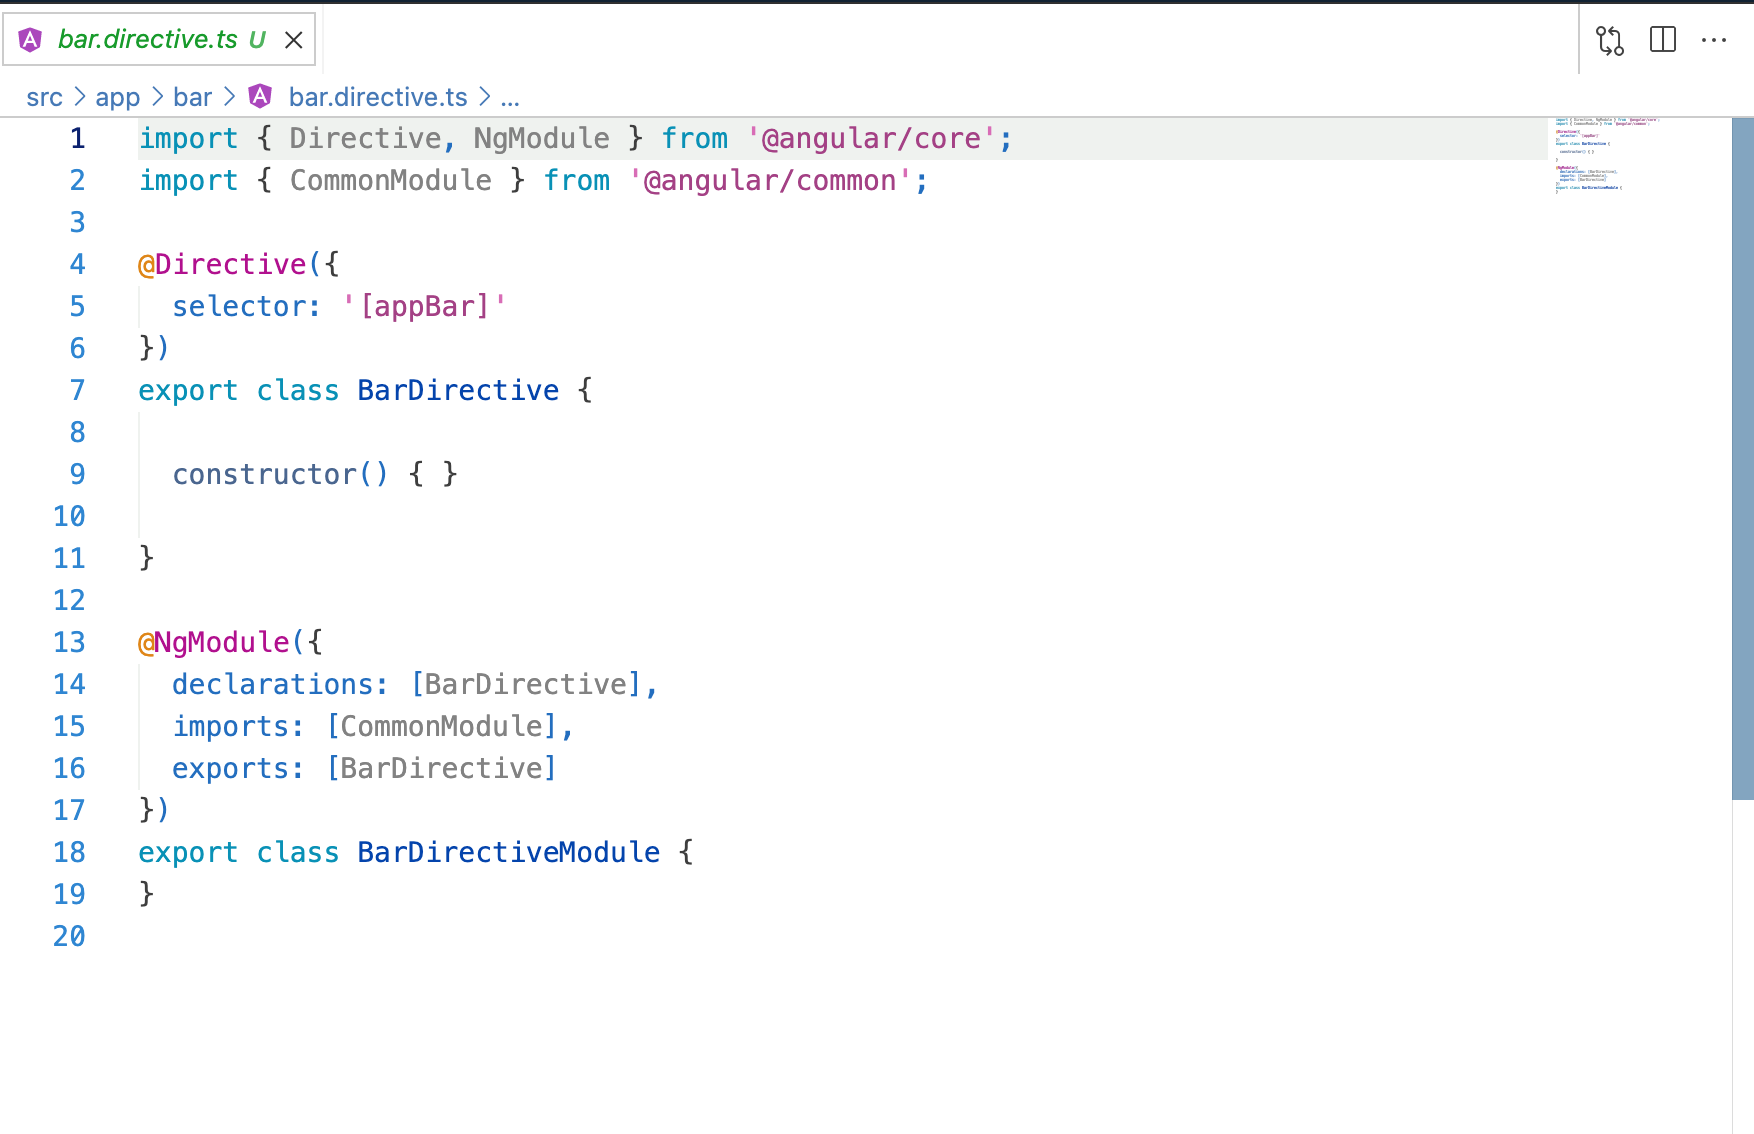 bar.directive.ts U
src > app > bar > bar.directive.ts > ...
1 import { Directive, NgModule } from '@angular/core';
2 import { CommonModule } from '@angular/common';
3
4 @Directive({
5   selector: '[appBar]'
6 })
7 export class BarDirective {
8
9   constructor() { }
10
11 }
12
13 @NgModule({
14   declarations: [BarDirective],
15   imports: [CommonModule],
16   exports: [BarDirective]
17 })
18 export class BarDirectiveModule {
19 }
20